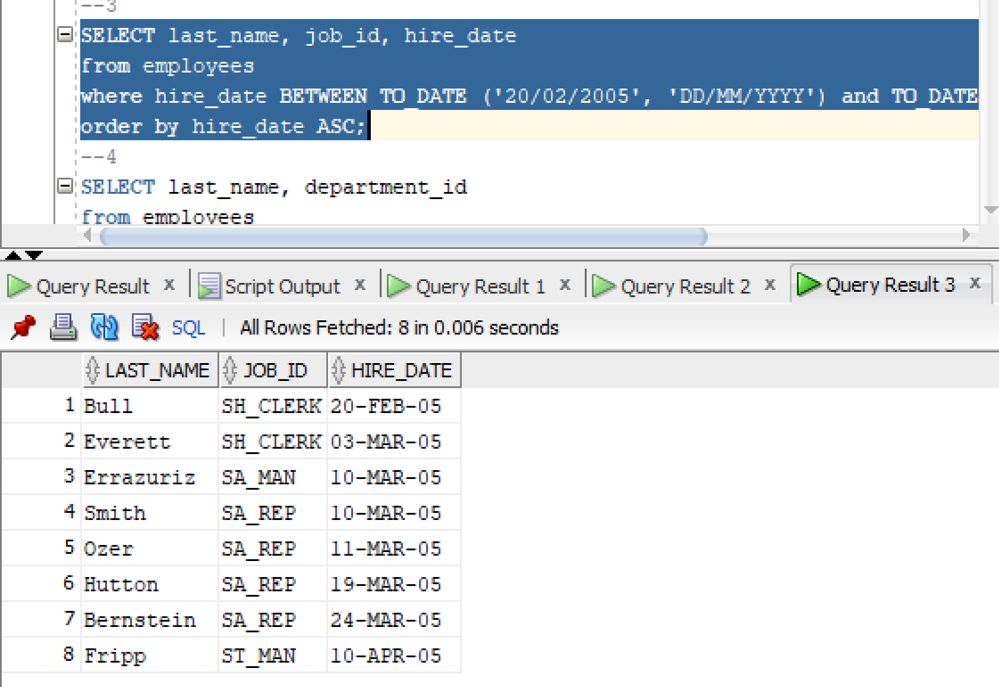 --3
SELECT last_name, job_id, hire_date
from employees
where hire_date BETWEEN TO_DATE ('20/02/2005', 'DD/MM/YYYY') and TO_DATE
order by hire_date ASC;
--4
SELECT last_name, department_id
from employees
Query Result x Script Output x Query Result 1 x Query Result 2 x Query Result 3 x
SQL | All Rows Fetched: 8 in 0.006 seconds
LAST_NAME JOB_ID HIRE_DATE
1 Bull SH_CLERK 20-FEB-05
2 Everett SH_CLERK 03-MAR-05
3 Errazuriz SA_MAN 10-MAR-05
4 Smith SA_REP 10-MAR-05
5 Ozer SA_REP 11-MAR-05
6 Hutton SA_REP 19-MAR-05
7 Bernstein SA_REP 24-MAR-05
8 Fripp ST_MAN 10-APR-05